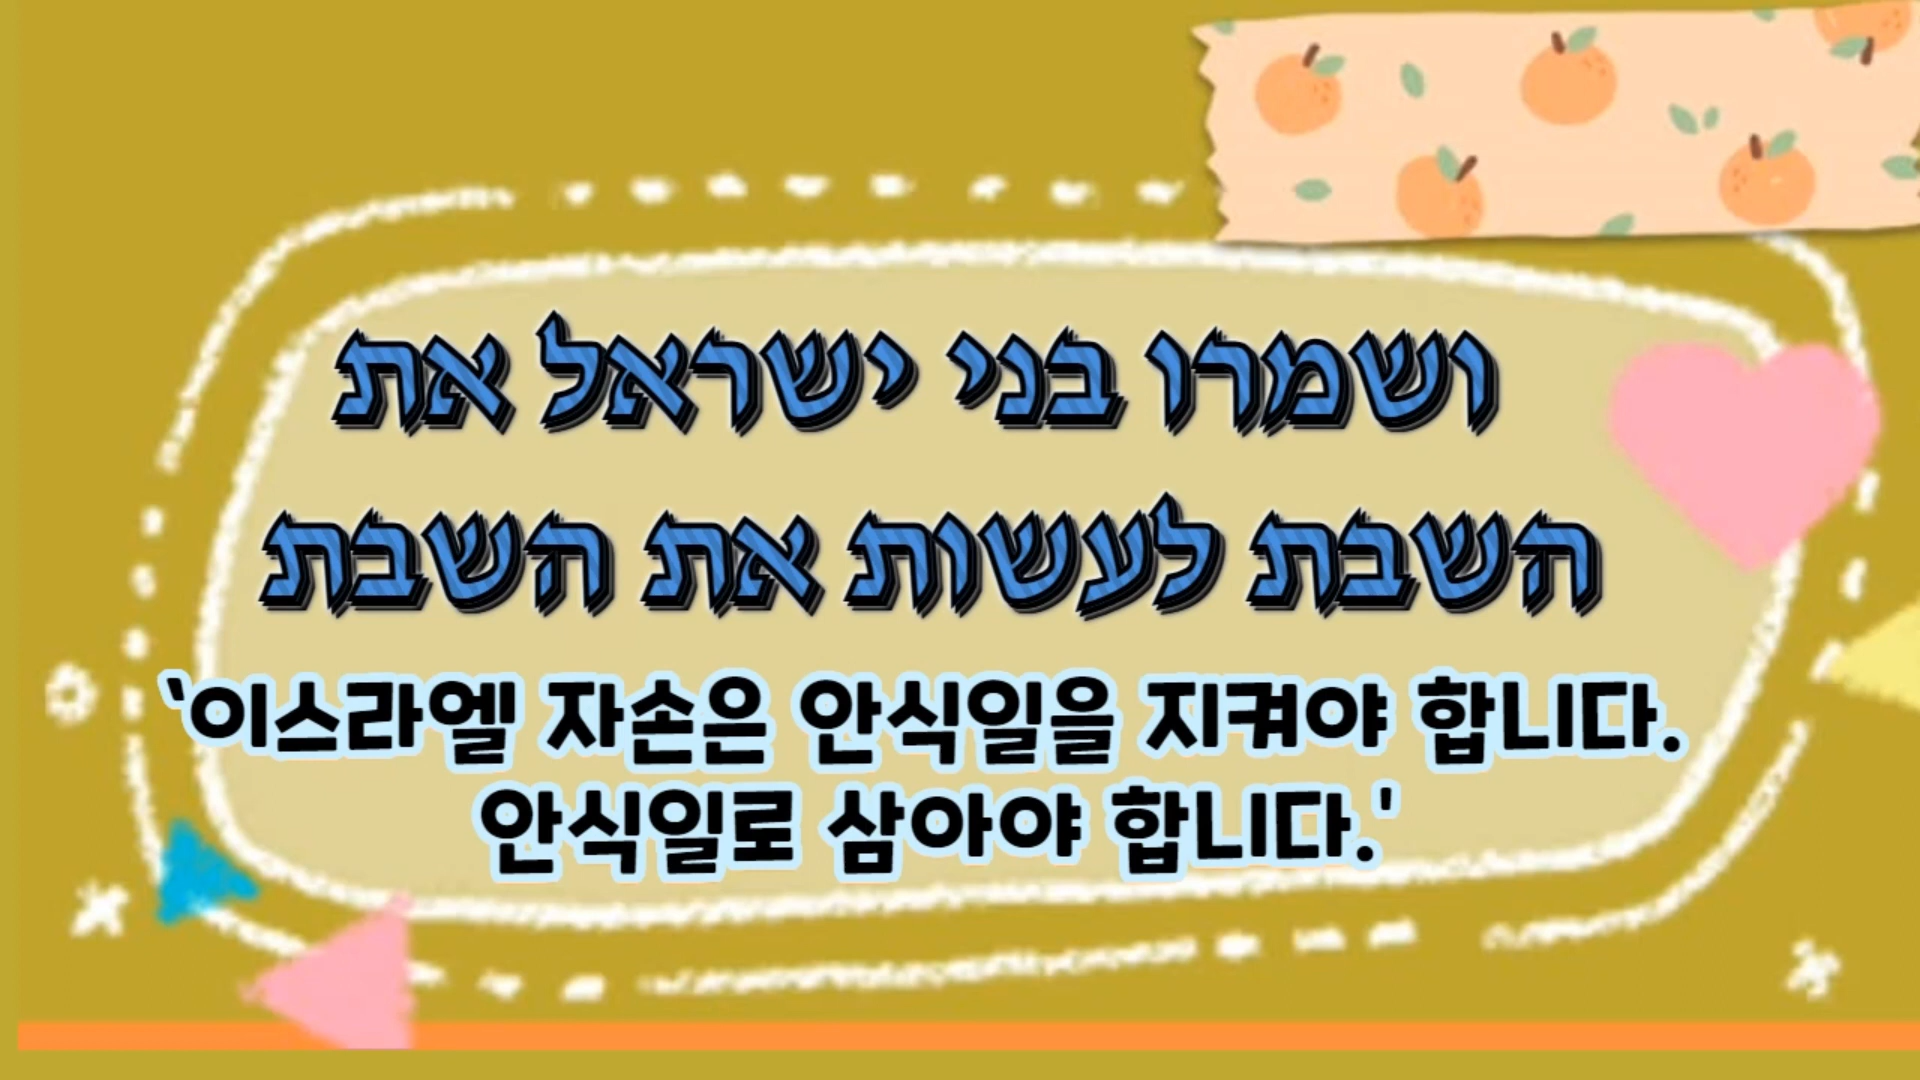 ושמרו בני ישראל את
השבת לעשות את השבת
'이스라엘 자손은 안식일을 지켜야 합니다.
안식일로 삼아야 합니다.'